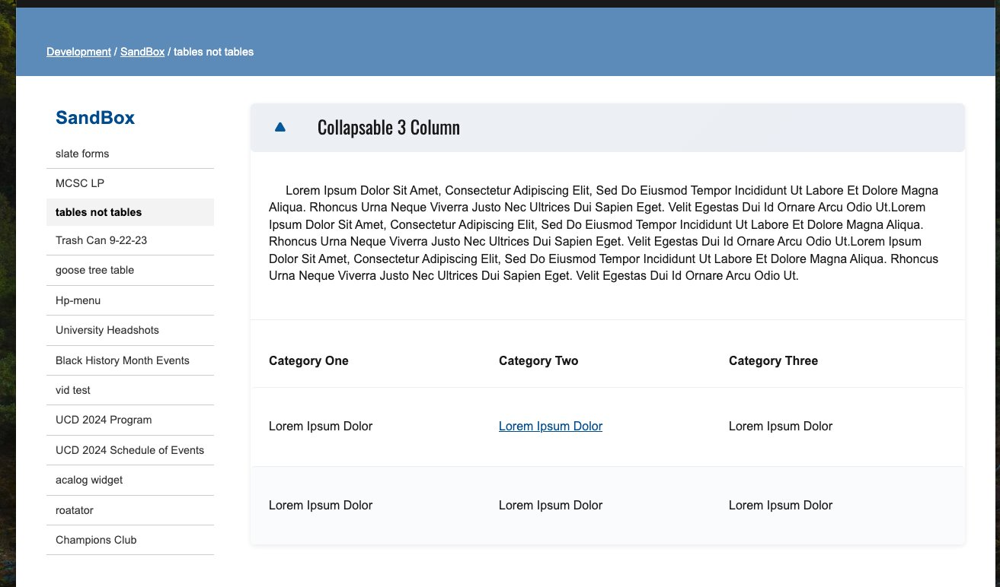 Development / SandBox / tables not tables
SandBox
slate forms
MCSC LP
tables not tables
Trash Can 9-22-23
goose tree table
Hp-menu
University Headshots
Black History Month Events
vid test
UCD 2024 Program
UCD 2024 Schedule of Events
acalog widget
roatator
Champions Club
Collapsable 3 Column
Lorem Ipsum Dolor Sit Amet, Consectetur Adipiscing Elit, Sed Do Eiusmod Tempor Incididunt Ut Labore Et Dolore Magna
Aliqua. Rhoncus Urna Neque Viverra Justo Nec Ultrices Dui Sapien Eget. Velit Egestas Dui Id Ornare Arcu Odio Ut.Lorem
Ipsum Dolor Sit Amet, Consectetur Adipiscing Elit, Sed Do Eiusmod Tempor Incididunt Ut Labore Et Dolore Magna Aliqua.
Rhoncus Urna Neque Viverra Justo Nec Ultrices Dui Sapien Eget. Velit Egestas Dui Id Ornare Arcu Odio Ut.Lorem Ipsum
Dolor Sit Amet, Consectetur Adipiscing Elit, Sed Do Eiusmod Tempor Incididunt Ut Labore Et Dolore Magna Aliqua. Rhoncus
Urna Neque Viverra Justo Nec Ultrices Dui Sapien Eget. Velit Egestas Dui Id Ornare Arcu Odio Ut.
Category One Category Two Category Three
Lorem Ipsum Dolor Lorem Ipsum Dolor Lorem Ipsum Dolor
Lorem Ipsum Dolor Lorem Ipsum Dolor Lorem Ipsum Dolor